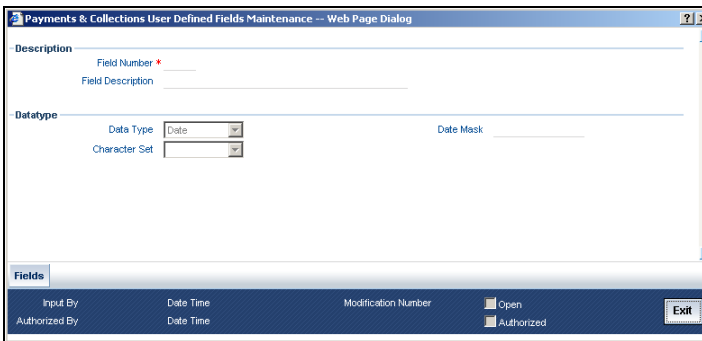 Payments & Collections User Defined Fields Maintenance -- Web Page Dialog
Description
Field Number *
Field Description
Datatype
Data Type Date Date Mask
Character Set
Fields
Input By Date Time Modification Number Open
Authorized By Date Time Authorized
Exit